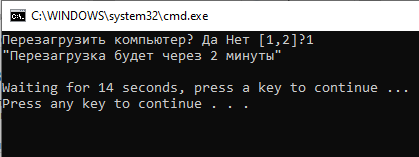 C:\WINDOWS\system32\cmd.exe
Перезагрузить компьютер? Да Нет [1,2]?1
"Перезагрузка будет через 2 минуты"
Waiting for 14 seconds, press a key to continue ...
Press any key to continue . . .